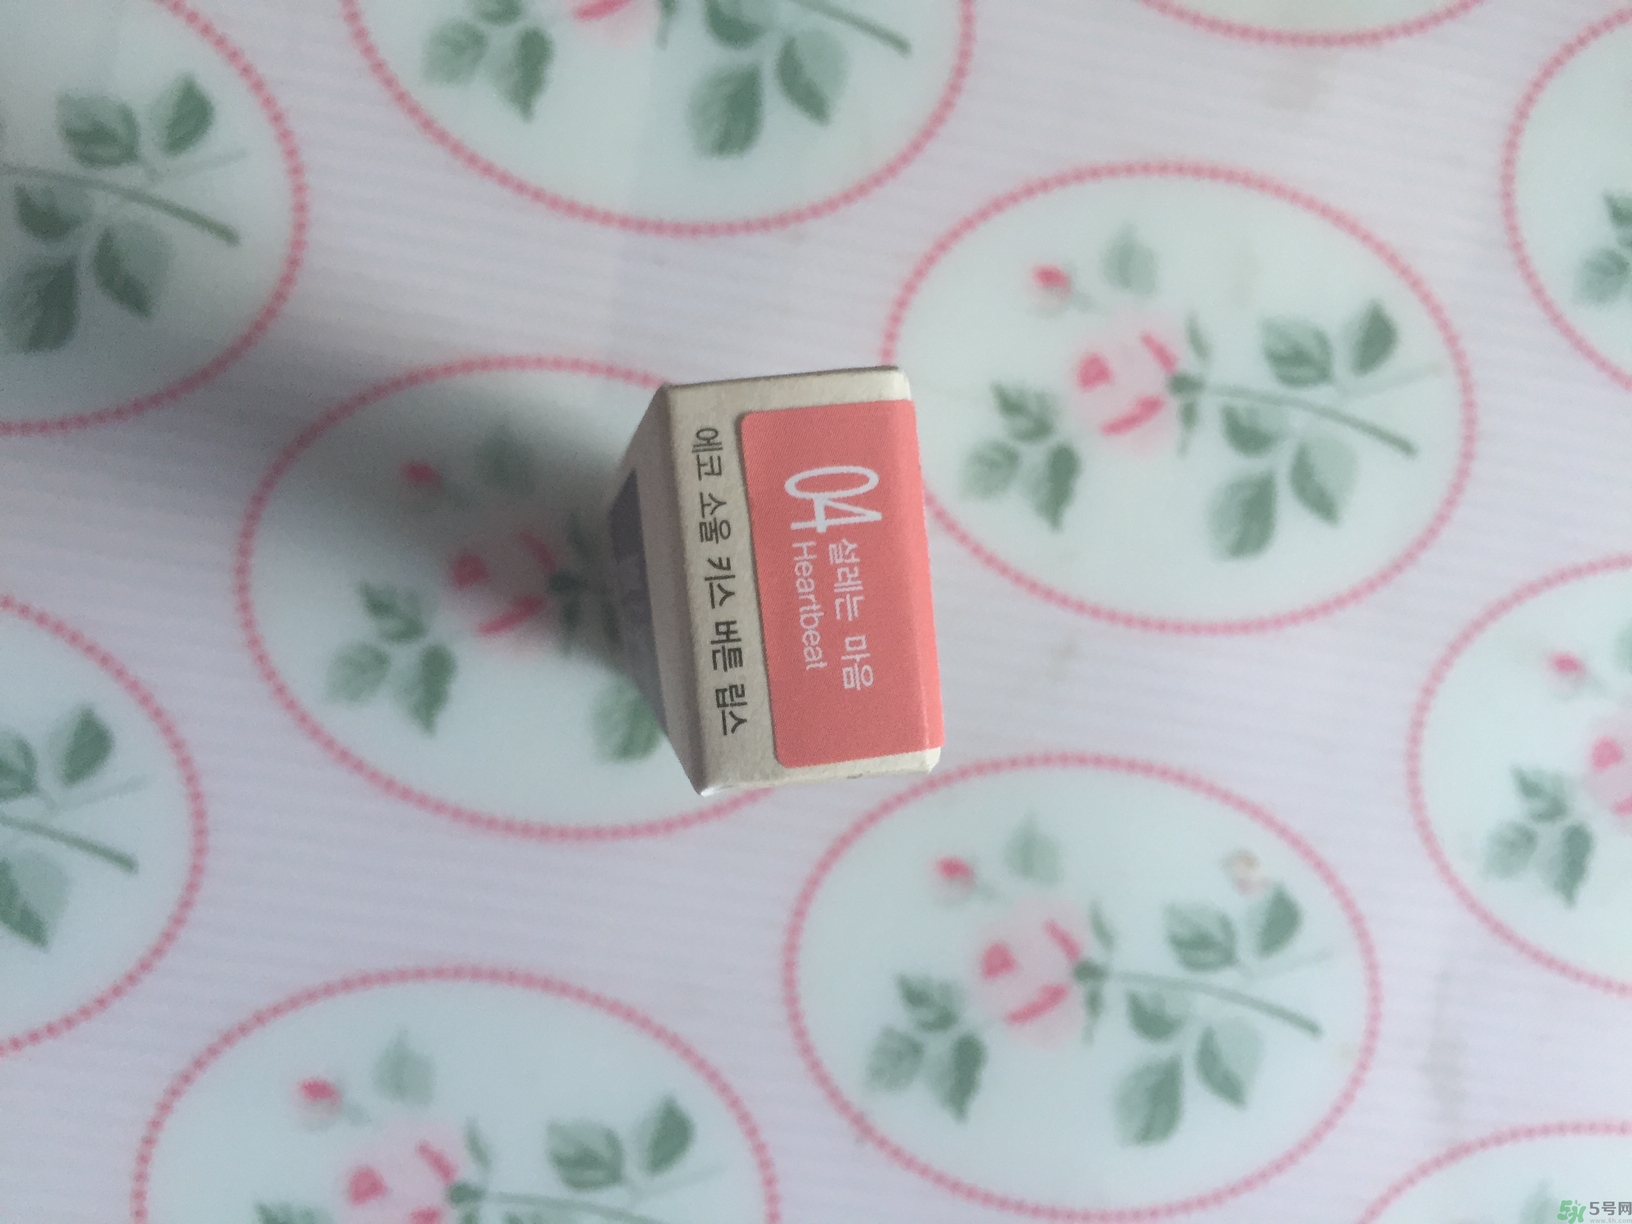 에코 소울 키스 버튼 립스
04 설레는 마음
Heartbeat
5号网